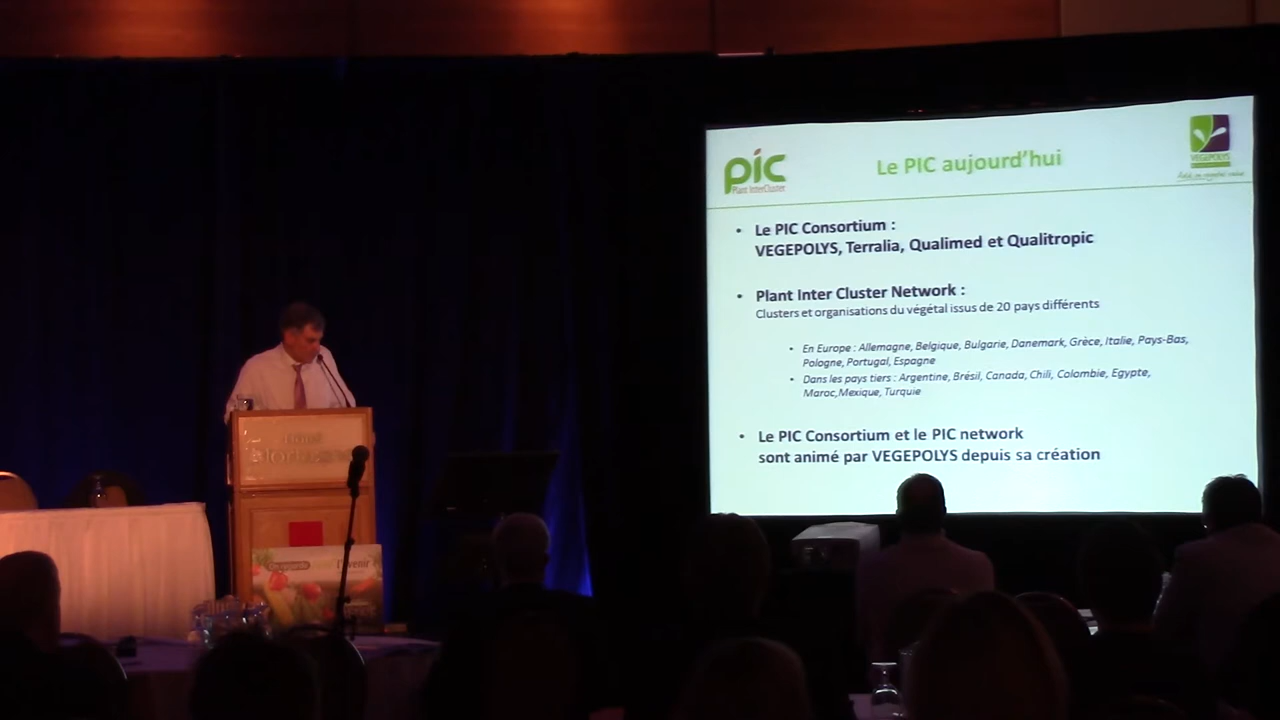 pic
Plant InterCluster
Le PIC aujourd'hui
VEGEPOLYS
• Le PIC Consortium :
VEGEPOLYS, Terralia, Qualimed et Qualitropic
• Plant Inter Cluster Network :
Clusters et organisations du végétal issus de 20 pays différents
• En Europe : Allemagne, Belgique, Bulgarie, Danemark, Grèce, Italie, Pays-Bas,
Pologne, Portugal, Espagne
• Dans les pays tiers : Argentine, Brésil, Canada, Chili, Colombie, Egypte,
Maroc,Mexique, Turquie
• Le PIC Consortium et le PIC network
sont animé par VEGEPOLYS depuis sa création